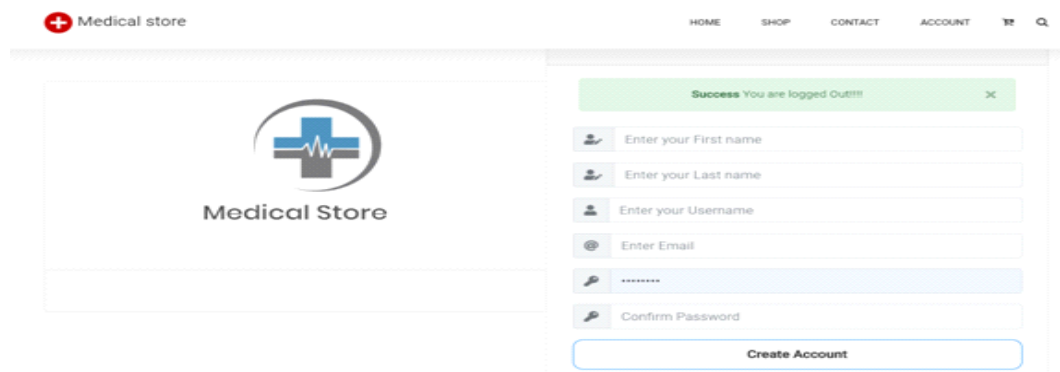 Medical store
HOME SHOP CONTACT ACCOUNT
Success You are logged Out!!!!
×
Enter your First name
Enter your Last name
Medical Store
Enter your Username
@ Enter Email
••••••••
Confirm Password
Create Account